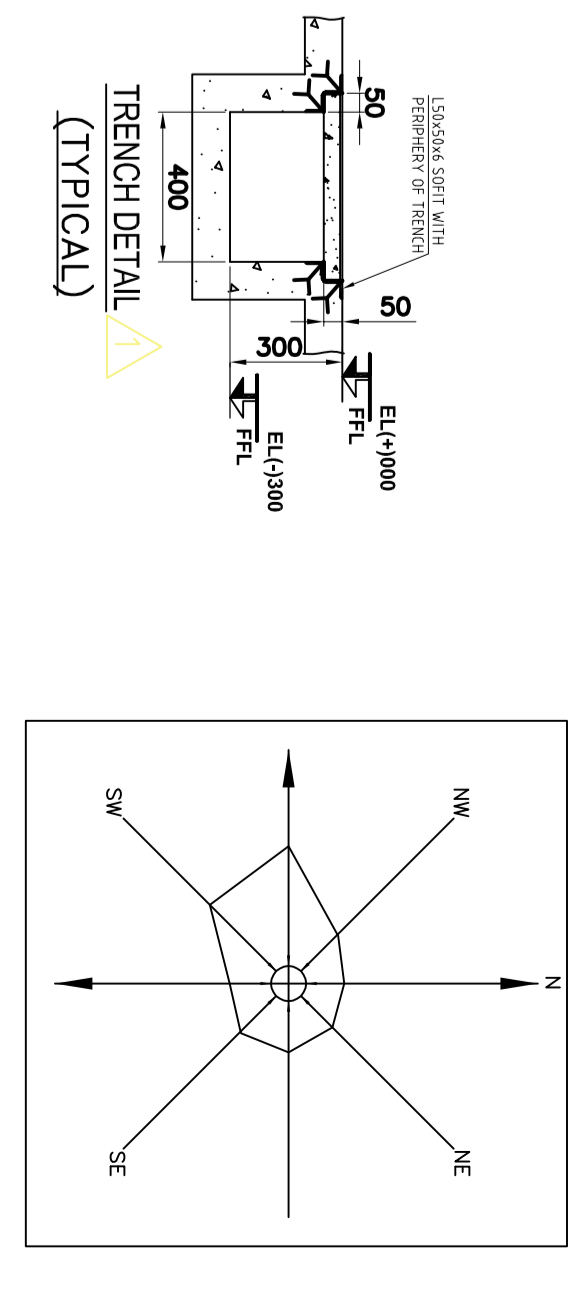 L50x50x6 SOFIT WITH
PERIPHERY OF TRENCH
50
50
EL(+)000
FFL
300
EL(-)300
FFL
400
TRENCH DETAIL
1
(TYPICAL)
N
NW
NE
SW
SE